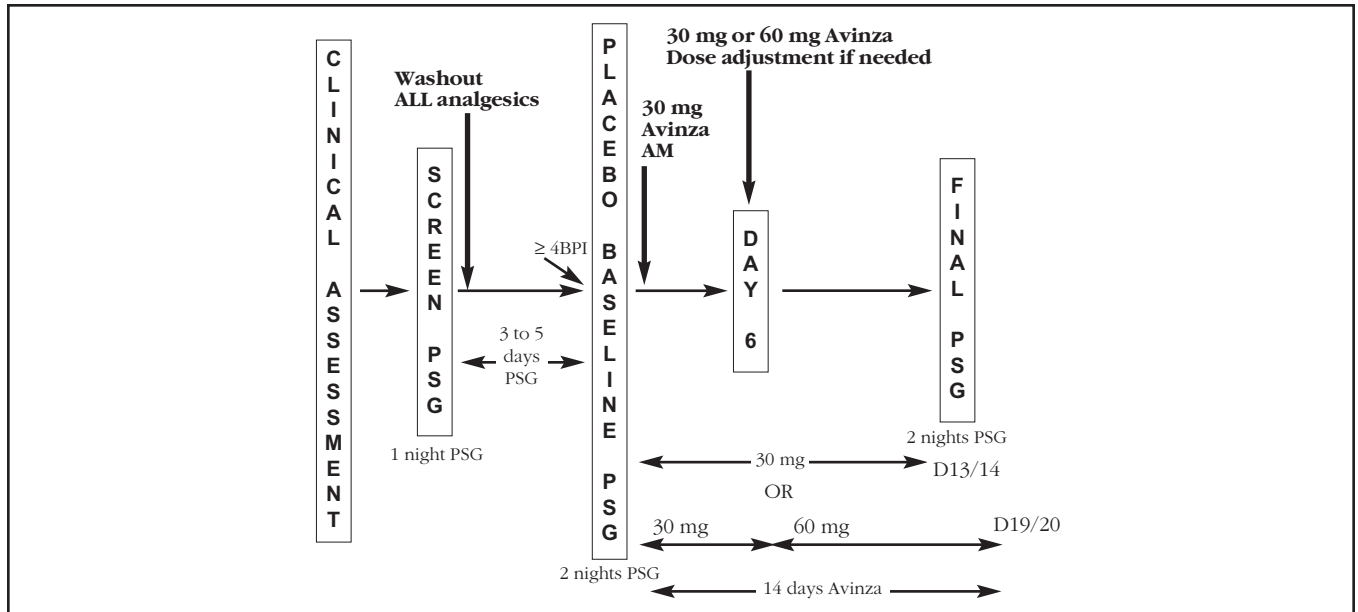 CLINICAL ASSESSMENT
Washout
ALL analgesics
SCREEN PSG
1 night PSG
≥ 4BPI
3 to 5
days
PSG
PLACEBO BASELINE PSG
2 nights PSG
30 mg
Avinza
AM
30 mg or 60 mg Avinza
Dose adjustment if needed
DAY 6
FINAL PSG
2 nights PSG
30 mg
D13/14
OR
30 mg
60 mg
D19/20
14 days Avinza